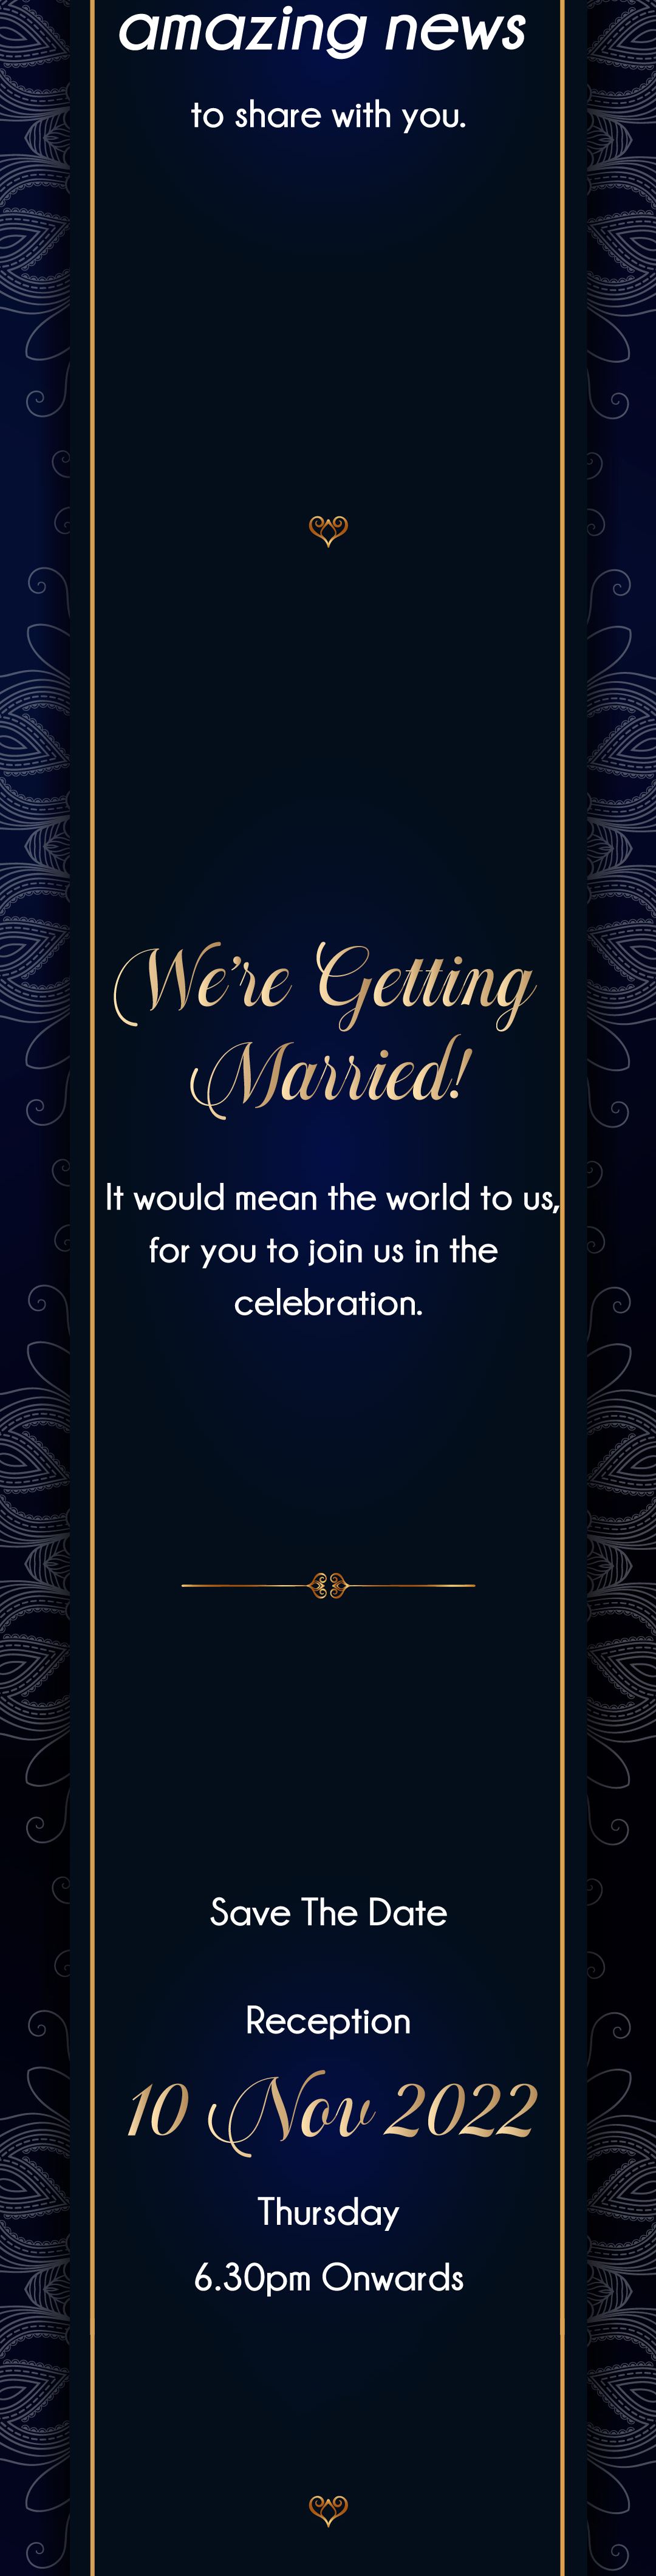 amazing news
to share with you.
We're Getting
Married!
It would mean the world to us,
for you to join us in the
celebration.
Save The Date
Reception
10 Nov 2022
Thursday
6.30pm Onwards